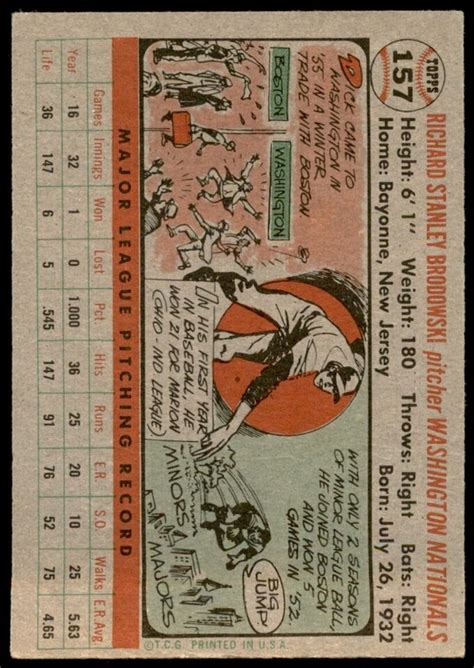 TOPPS
157
RICHARD STANLEY BRODOWSKI pitcher WASHINGTON NATIONALS
Height: 6' 1" Weight: 180 Throws: Right Bats: Right
Home: Bayonne, New Jersey Born: July 26, 1932
DICK CAME TO
WASHINGTON IN
'55 IN A WINTER
TRADE WITH BOSTON
BOSTON
WASHINGTON
IN HIS FIRST YEAR
IN BASEBALL, HE
WON 21 FOR MARION
(OHIO-IND LEAGUE)
WITH ONLY 2 SEASONS
OF MINOR LEAGUE BALL,
HE JOINED BOSTON
AND WON 5
GAMES IN '52.
MINORS
BIG
JUMP!
MAJORS
MAJOR LEAGUE PITCHING RECORD
Games Innings Won Lost Pct. Hits Runs E.R. S.O. Walks E.R.Avg
Year 16 32 1 0 1.000 36 25 20 10 25 5.63
Life 36 147 6 5 .545 147 91 76 52 75 4.65
©T.C.G. PRINTED IN U.S.A.